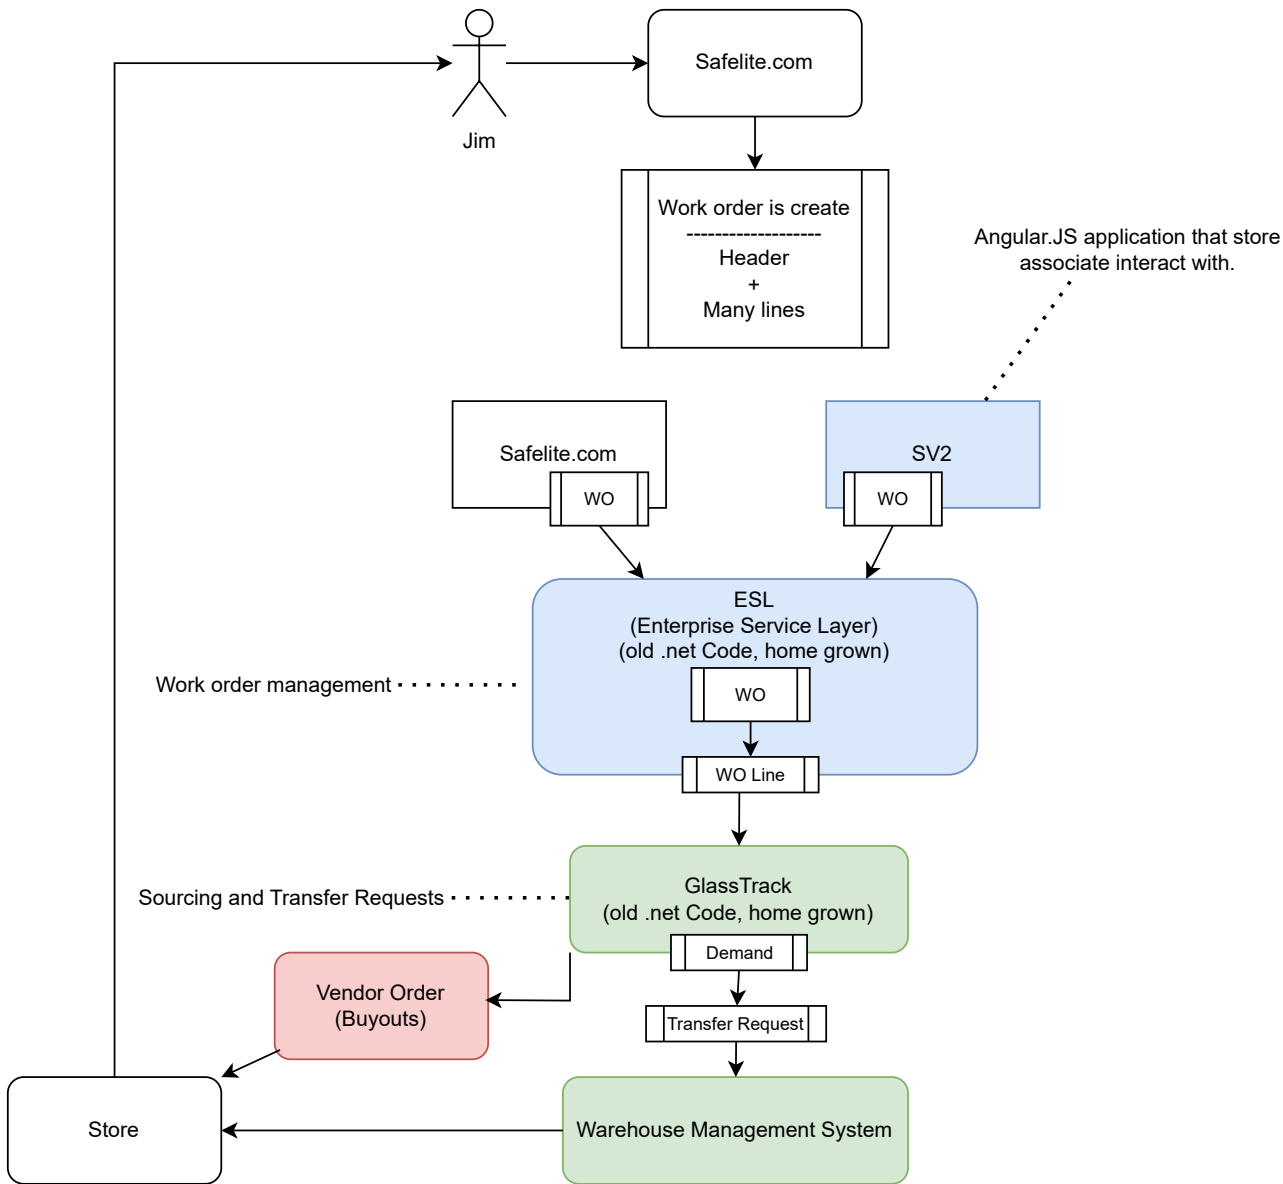 Safelite.com
Jim
Work order is create
-------------------
Header
+
Many lines
Angular.JS application that store
associate interact with.
Safelite.com
WO
SV2
WO
ESL
(Enterprise Service Layer)
(old .net Code, home grown)
Work order management
WO
WO Line
GlassTrack
(old .net Code, home grown)
Sourcing and Transfer Requests
Demand
Vendor Order
(Buyouts)
Transfer Request
Store
Warehouse Management System